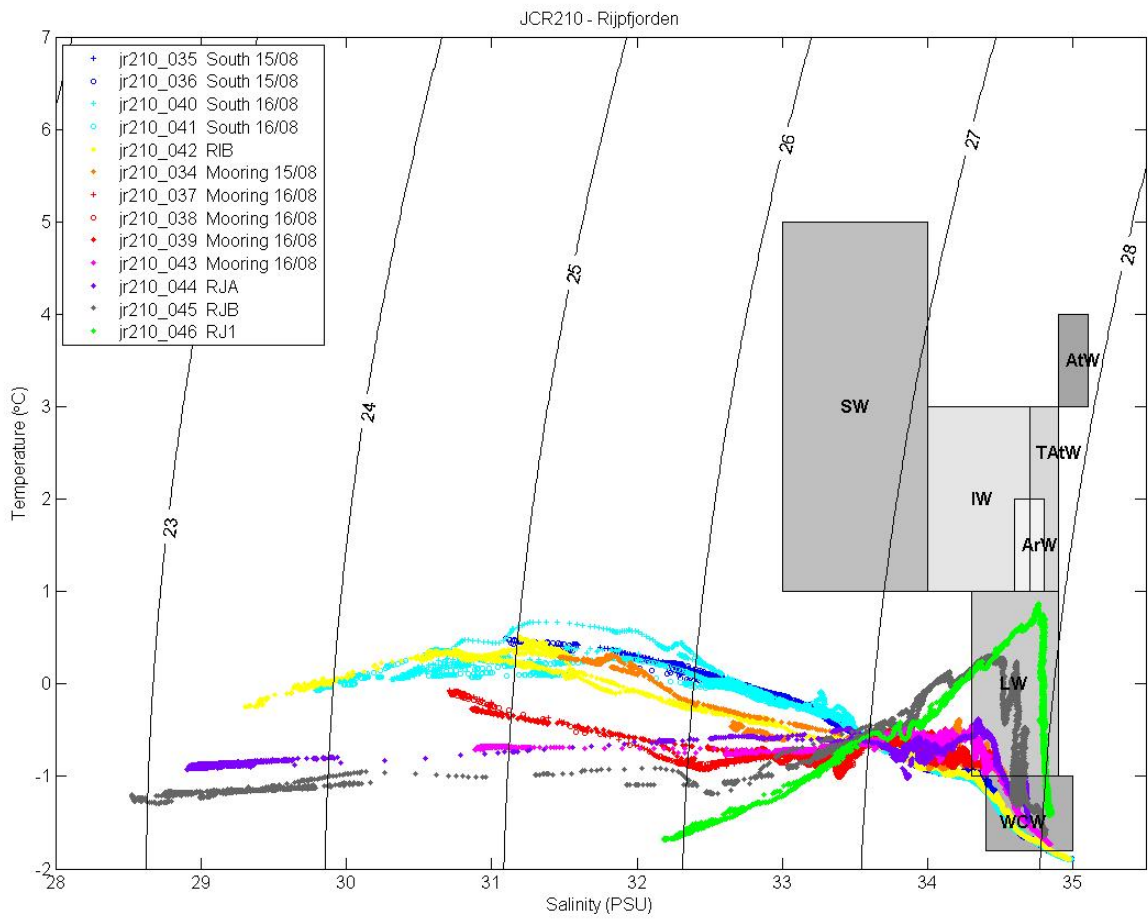 JCR210 - Rijpfjorden
jr210_035 South 15/08
jr210_036 South 15/08
jr210_040 South 16/08
jr210_041 South 16/08
jr210_042 RIB
jr210_034 Mooring 15/08
jr210_037 Mooring 16/08
jr210_038 Mooring 16/08
jr210_039 Mooring 16/08
jr210_043 Mooring 16/08
jr210_044 RJA
jr210_045 RJB
jr210_046 RJ1
7
6
5
4
3
2
1
0
-1
-2
Temperature (ºC)
23
24
25
26
27
28
SW
AtW
TAtW
IW
ArW
LW
WCW
28 29 30 31 32 33 34 35
Salinity (PSU)